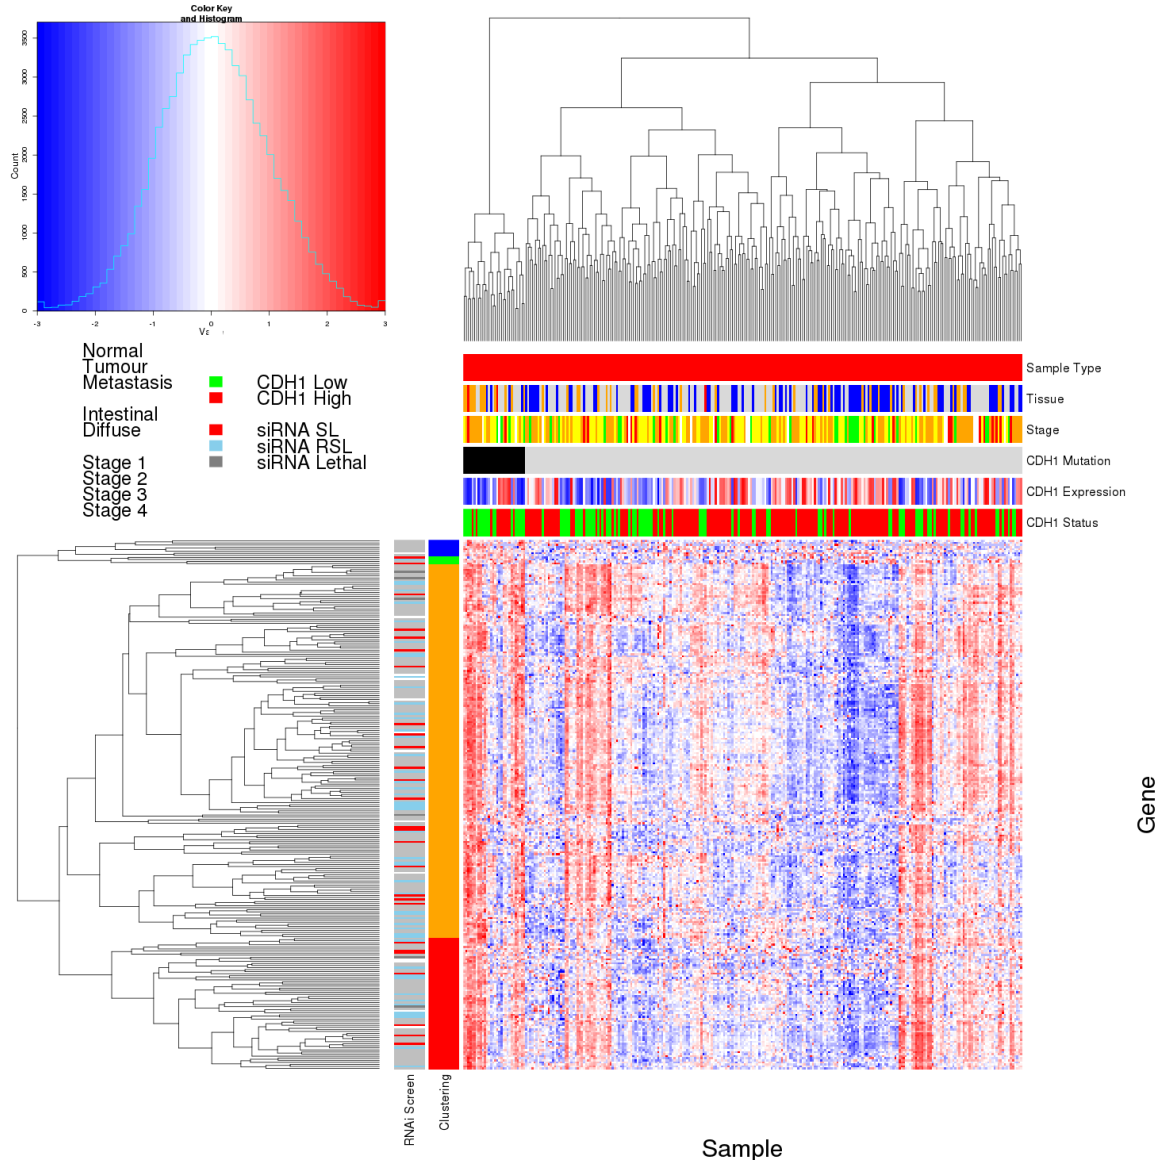 Color Key
and Histogram
Count
3500
3000
2500
2000
1500
1000
500
0
-3 -2 -1 0 1 2 3
Normal
Tumour
Metastasis
CDH1 Low
CDH1 High
Intestinal
Diffuse
siRNA SL
siRNA RSL
siRNA Lethal
Stage 1
Stage 2
Stage 3
Stage 4
Sample Type
Tissue
Stage
CDH1 Mutation
CDH1 Expression
CDH1 Status
RNAi Screen
Clustering
Gene
Sample